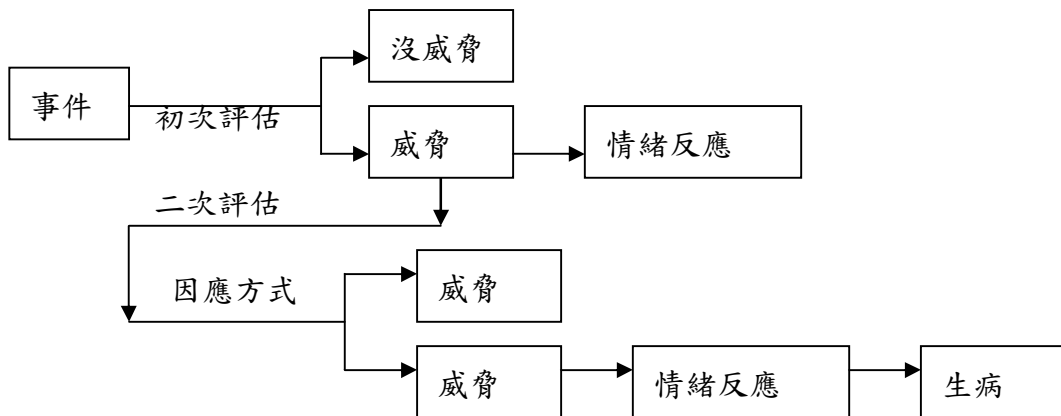 沒威脅
事件
初次評估
威脅
情緒反應
二次評估
因應方式
威脅
威脅
情緒反應
生病